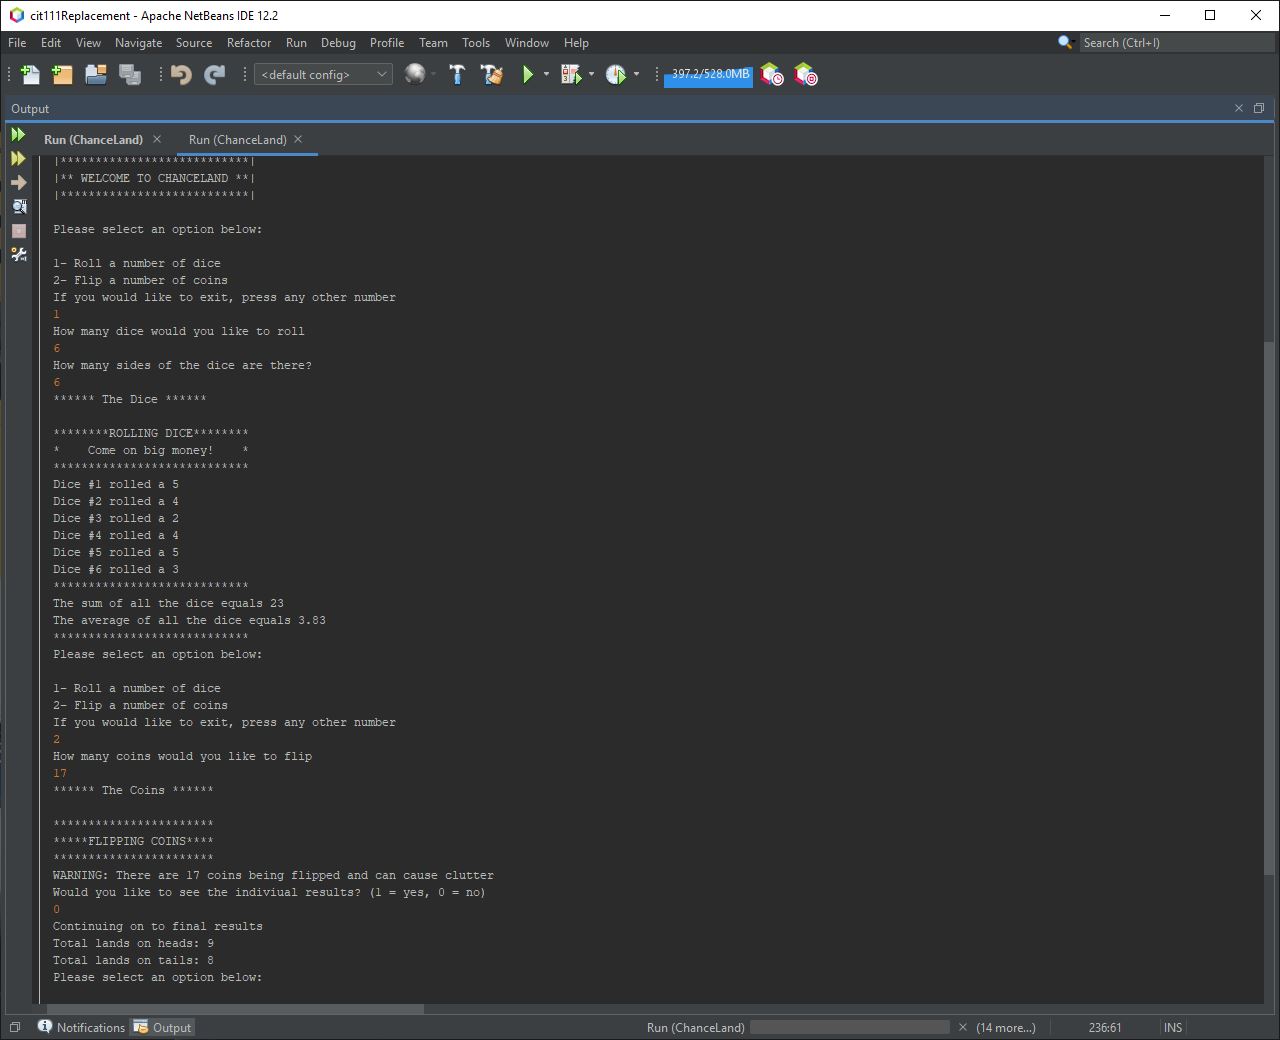 cit111Replacement - Apache NetBeans IDE 12.2
File Edit View Navigate Source Refactor Run Debug Profile Team Tools Window Help Search (Ctrl+I)
<default config> 397.2/528.0MB
Output
Run (ChanceLand) Run (ChanceLand)
|***************************|
|** WELCOME TO CHANCELAND **|
|***************************|
Please select an option below:
1- Roll a number of dice
2- Flip a number of coins
If you would like to exit, press any other number
1
How many dice would you like to roll
6
How many sides of the dice are there?
6
****** The Dice ******
********ROLLING DICE********
*    Come on big money!    *
****************************
Dice #1 rolled a 5
Dice #2 rolled a 4
Dice #3 rolled a 2
Dice #4 rolled a 4
Dice #5 rolled a 5
Dice #6 rolled a 3
****************************
The sum of all the dice equals 23
The average of all the dice equals 3.83
****************************
Please select an option below:
1- Roll a number of dice
2- Flip a number of coins
If you would like to exit, press any other number
2
How many coins would you like to flip
17
****** The Coins ******
***********************
*****FLIPPING COINS****
***********************
WARNING: There are 17 coins being flipped and can cause clutter
Would you like to see the indiviual results? (1 = yes, 0 = no)
0
Continuing on to final results
Total lands on heads: 9
Total lands on tails: 8
Please select an option below:
Notifications Output Run (ChanceLand) (14 more...) 236:61 INS